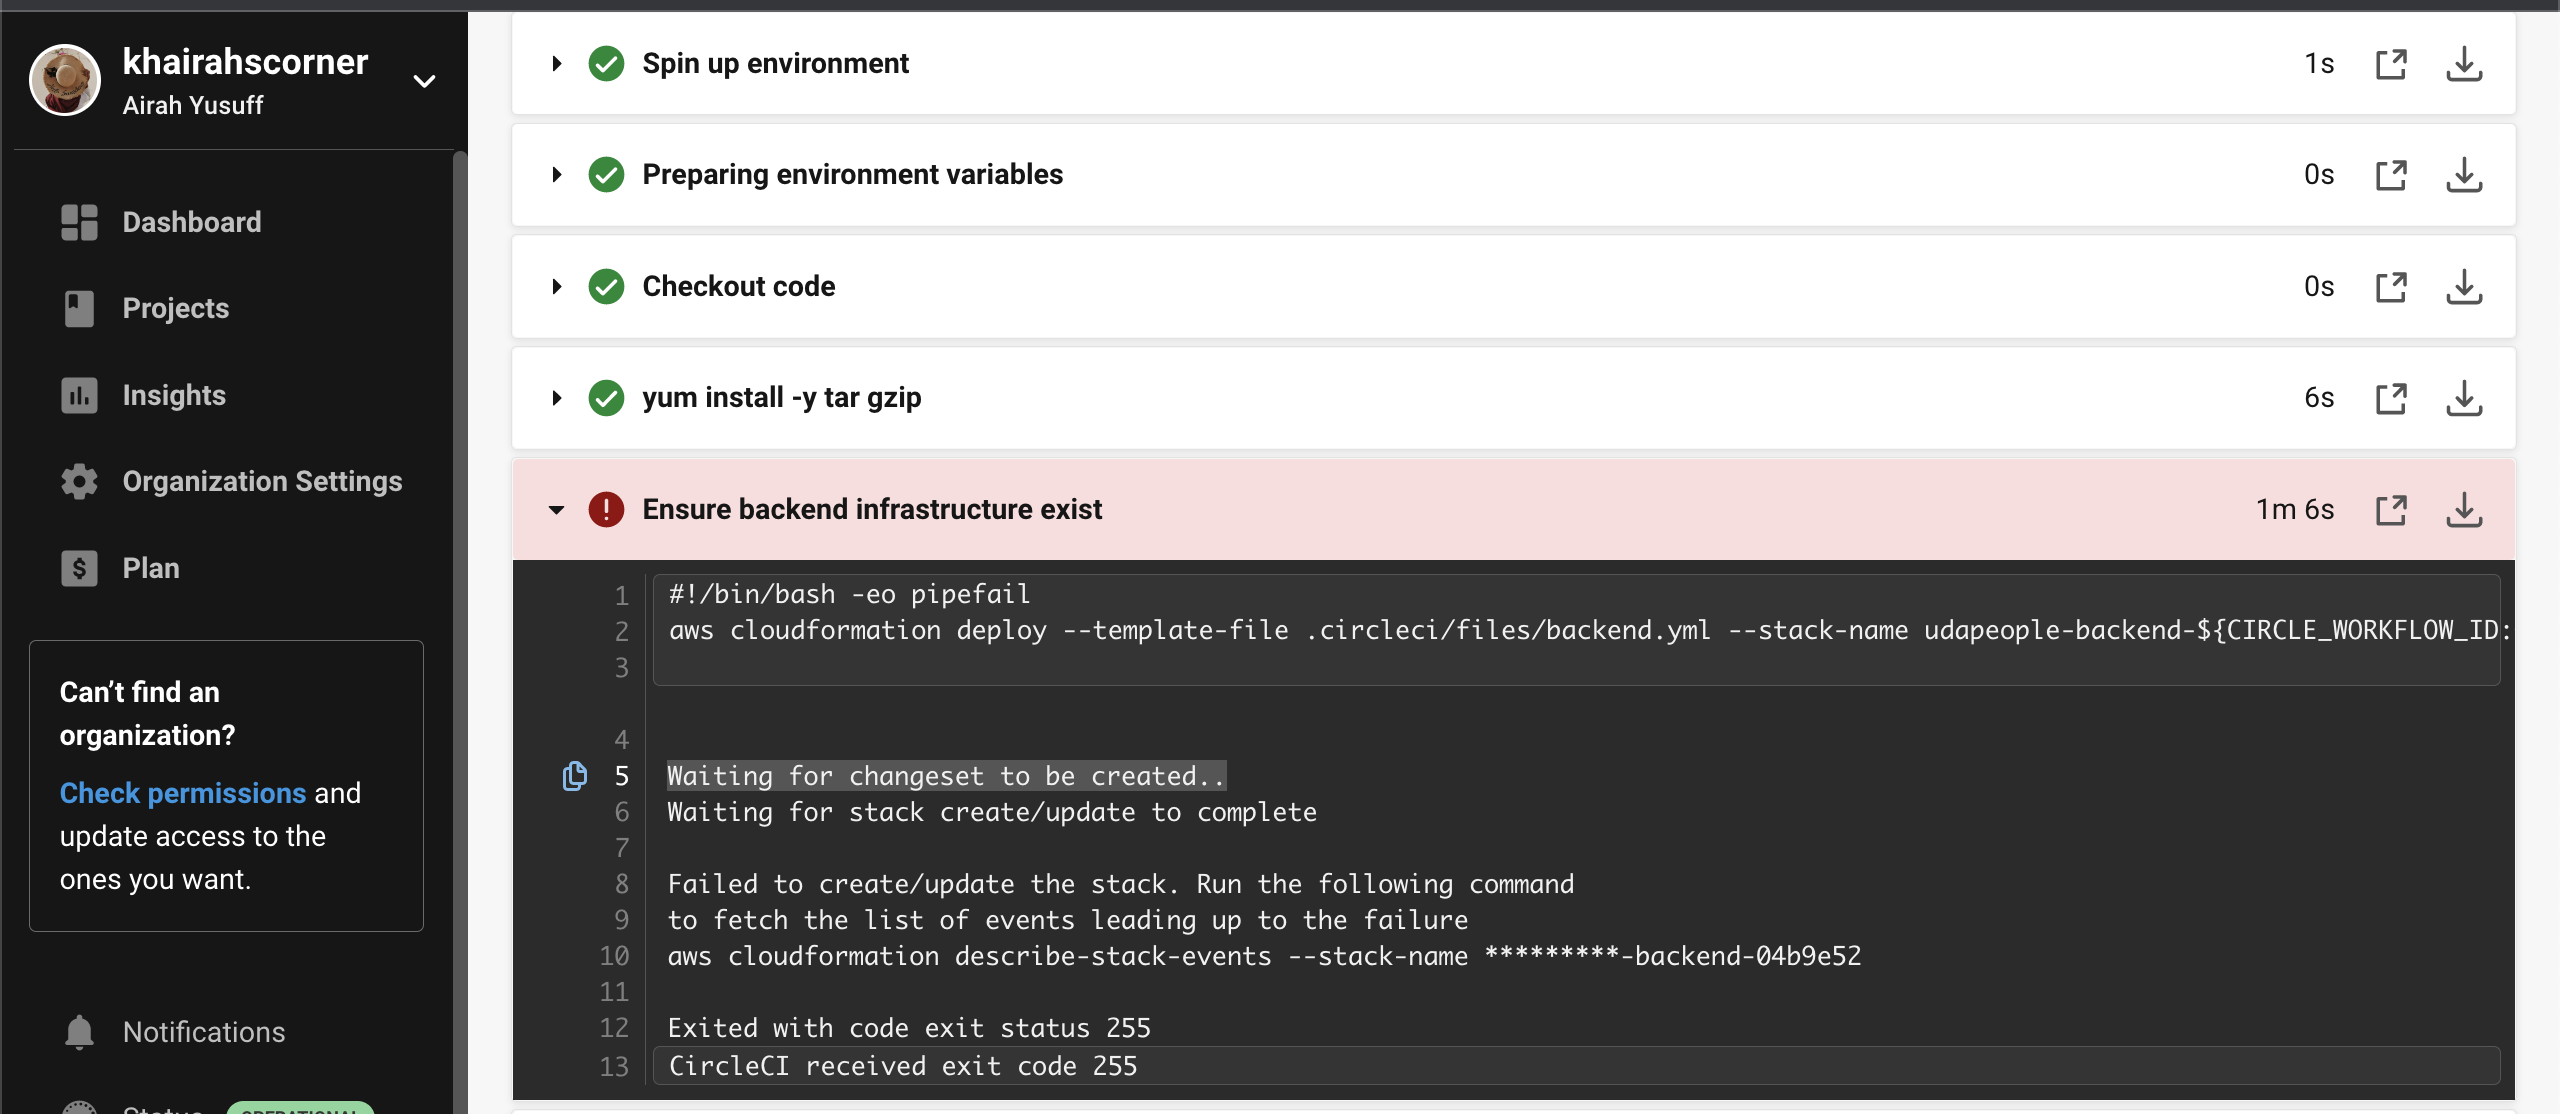 khairahscorner
Airah Yusuff
Dashboard
Projects
Insights
Organization Settings
Plan
Can’t find an
organization?
Check permissions and
update access to the
ones you want.
Notifications
Status OPERATIONAL
Spin up environment 1s
Preparing environment variables 0s
Checkout code 0s
yum install -y tar gzip 6s
Ensure backend infrastructure exist 1m 6s
1 #!/bin/bash -eo pipefail
2 aws cloudformation deploy --template-file .circleci/files/backend.yml --stack-name udapeople-backend-${CIRCLE_WORKFLOW_ID:
3
4
5 Waiting for changeset to be created..
6 Waiting for stack create/update to complete
7
8 Failed to create/update the stack. Run the following command
9 to fetch the list of events leading up to the failure
10 aws cloudformation describe-stack-events --stack-name *********-backend-04b9e52
11
12 Exited with code exit status 255
13 CircleCI received exit code 255